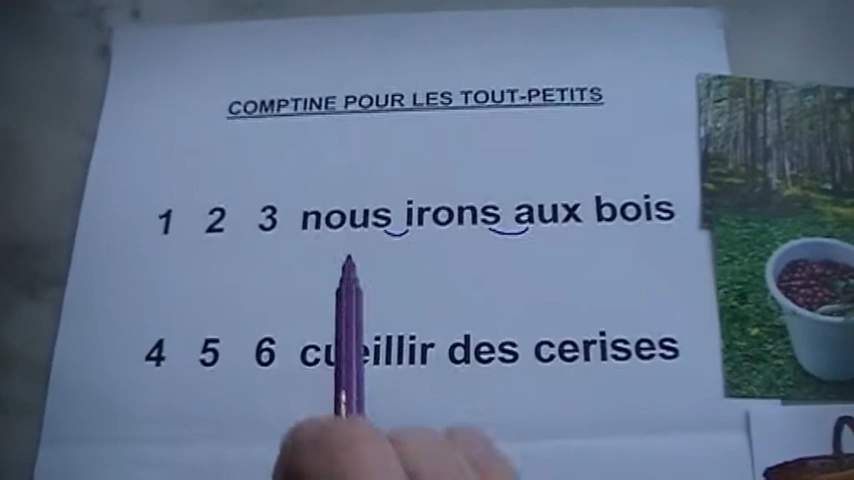 COMPTINE POUR LES TOUT-PETITS
1 2 3 nous irons aux bois
4 5 6 cueillir des cerises